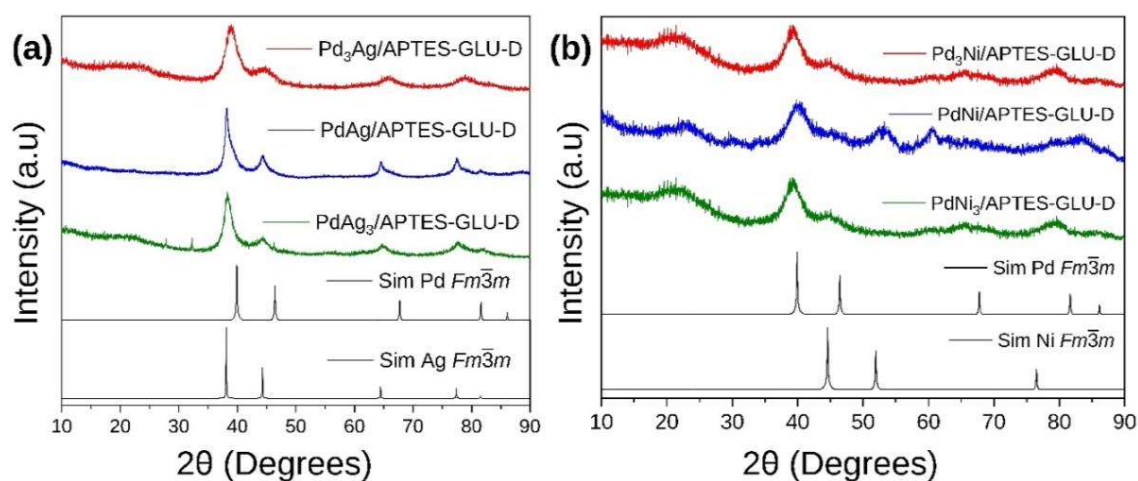 (a)
Pd₃Ag/APTES-GLU-D
PdAg/APTES-GLU-D
PdAg₃/APTES-GLU-D
Sim Pd Fm3̅m
Sim Ag Fm3̅m
Intensity (a.u)
10 20 30 40 50 60 70 80 90
2θ (Degrees)
(b)
Pd₃Ni/APTES-GLU-D
PdNi/APTES-GLU-D
PdNi₃/APTES-GLU-D
Sim Pd Fm3̅m
Sim Ni Fm3̅m
Intensity (a.u)
10 20 30 40 50 60 70 80 90
2θ (Degrees)